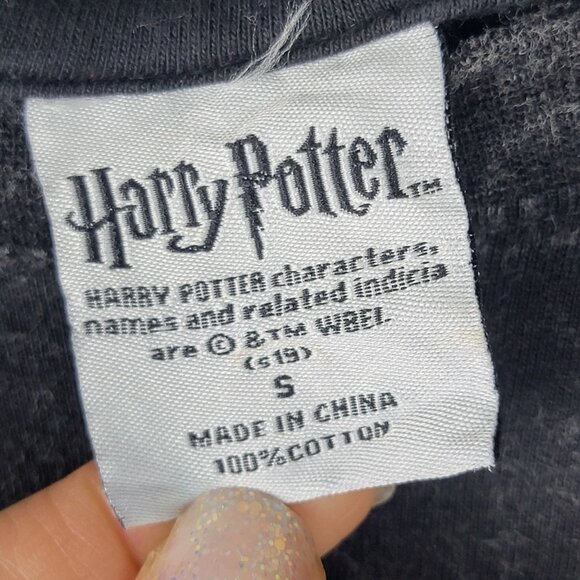 Harry Potter™
HARRY POTTER characters,
names and related indicia
are © &™ WBEI.
(s19)
S
MADE IN CHINA
100%COTTON